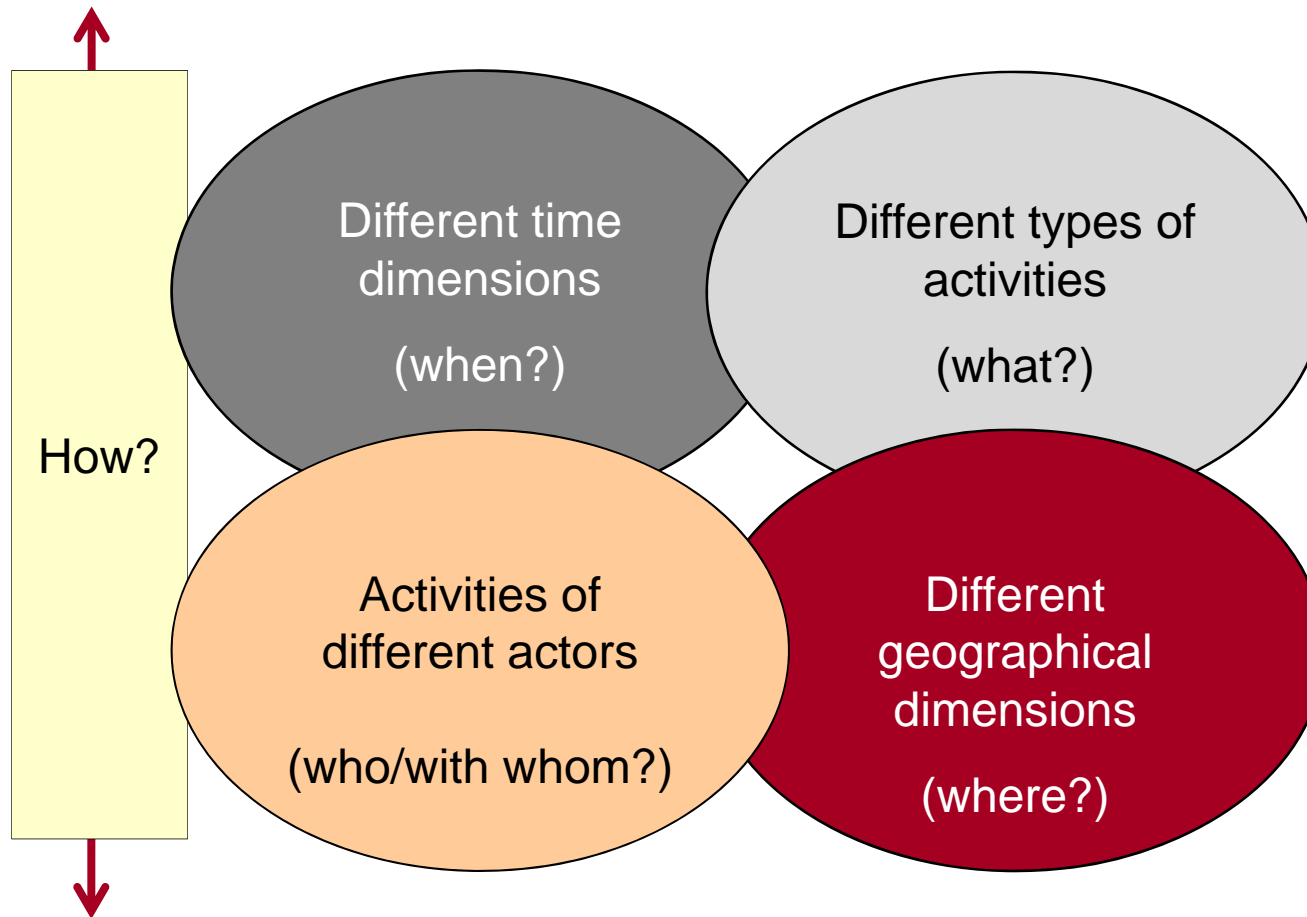 How?
Different time
dimensions
(when?)
Different types of
activities
(what?)
Activities of
different actors
(who/with whom?)
Different
geographical
dimensions
(where?)